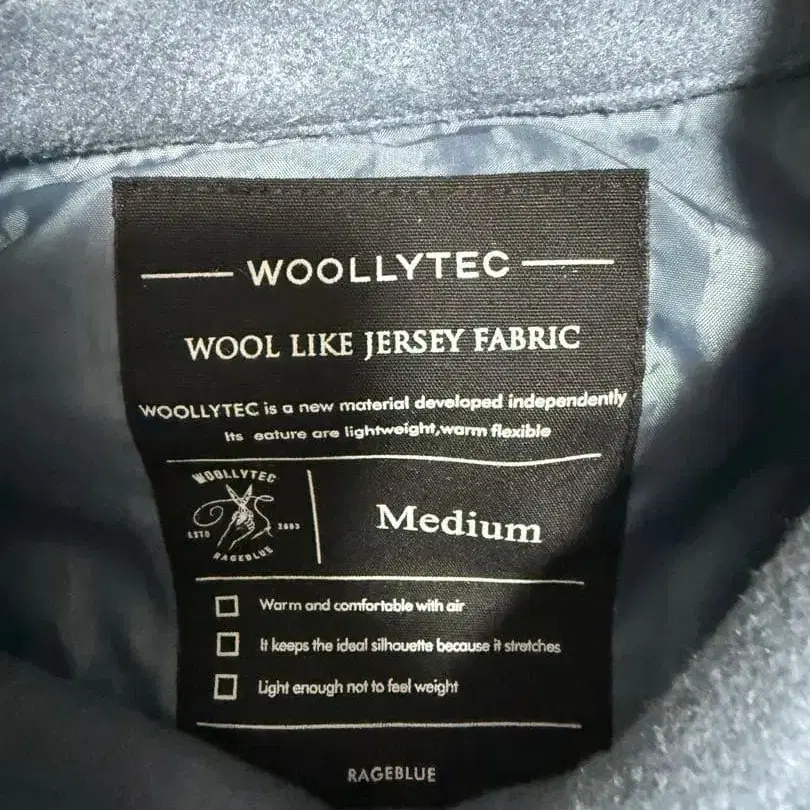 WOOLLYTEC
WOOL LIKE JERSEY FABRIC
WOOLLYTEC is a new material developed independently
Its eature are lightweight,warm flexible
WOOLLYTEC
ESTD 2003
RAGEBLUE
Medium
Warm and comfortable with air
It keeps the ideal silhouette because it stretches
Light enough not to feel weight
RAGEBLUE